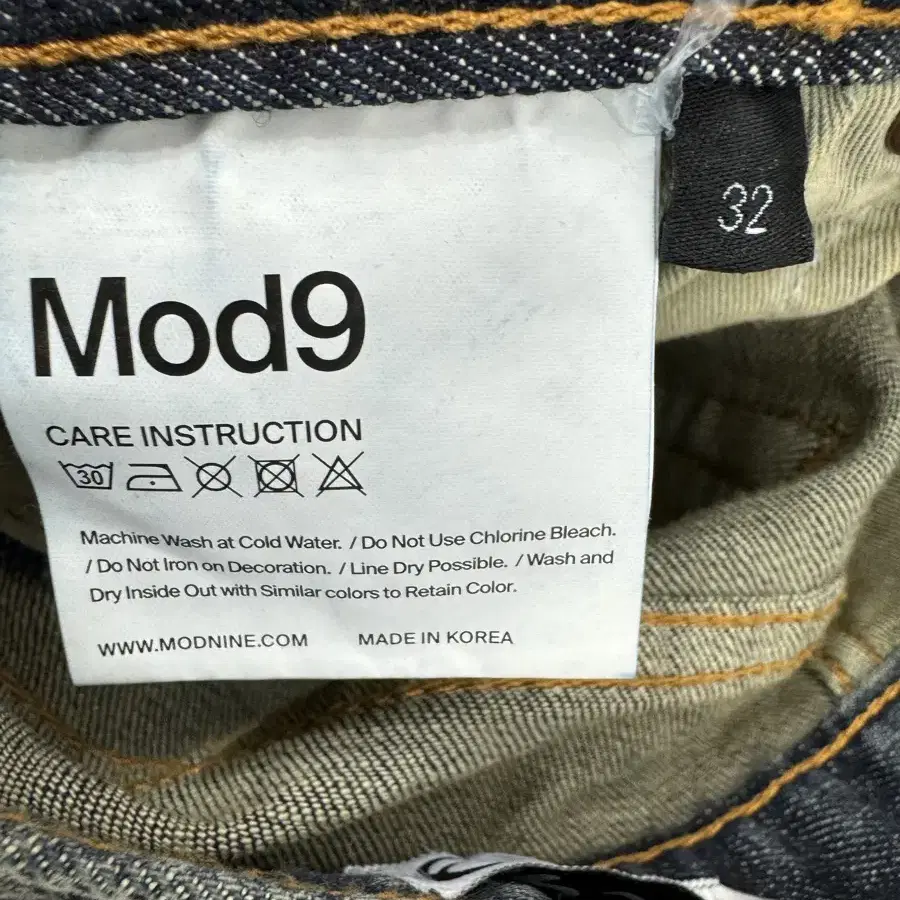 32
Mod9
CARE INSTRUCTION
30
Machine Wash at Cold Water. / Do Not Use Chlorine Bleach.
/ Do Not Iron on Decoration. / Line Dry Possible. / Wash and
Dry Inside Out with Similar colors to Retain Color.
WWW.MODNINE.COM MADE IN KOREA